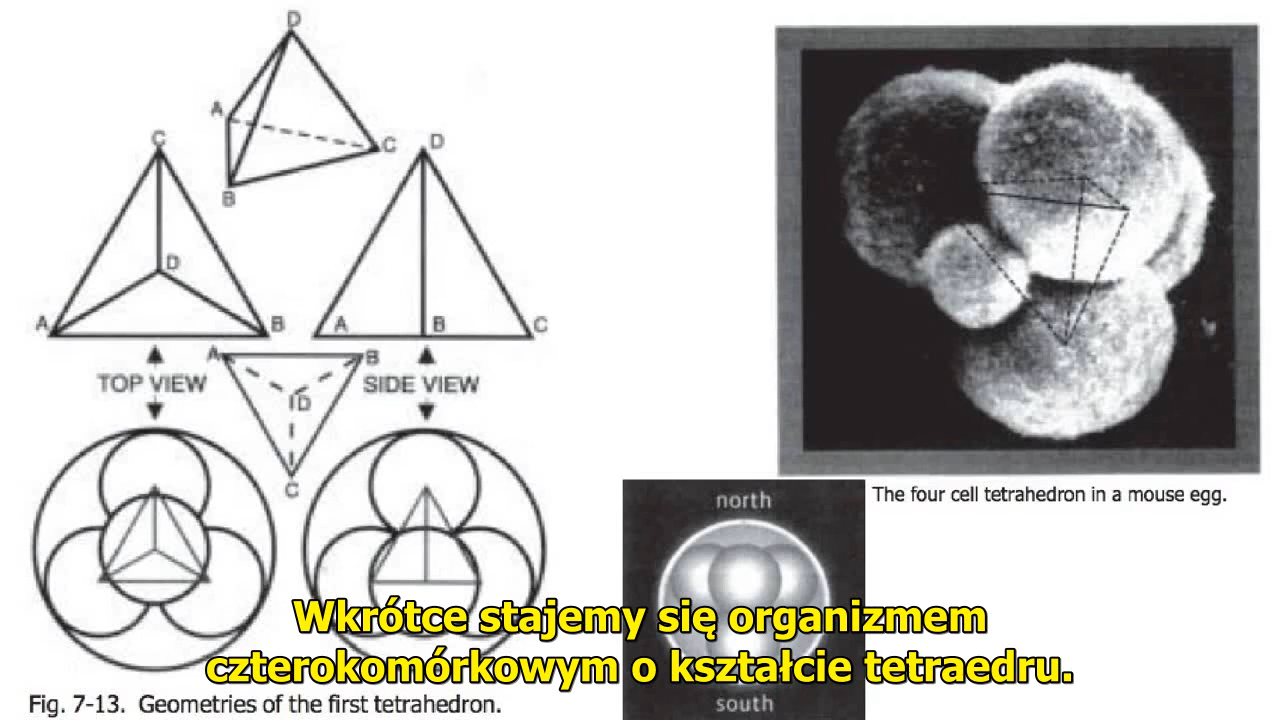 D
A
C
B
C
D
A
B
D
A
B
C
TOP VIEW
SIDE VIEW
A
B
D
C
The four cell tetrahedron in a mouse egg.
north
Wkrótce stajemy się organizmem
czterokomórkowym o kształcie tetraedru.
south
Fig. 7-13. Geometries of the first tetrahedron.